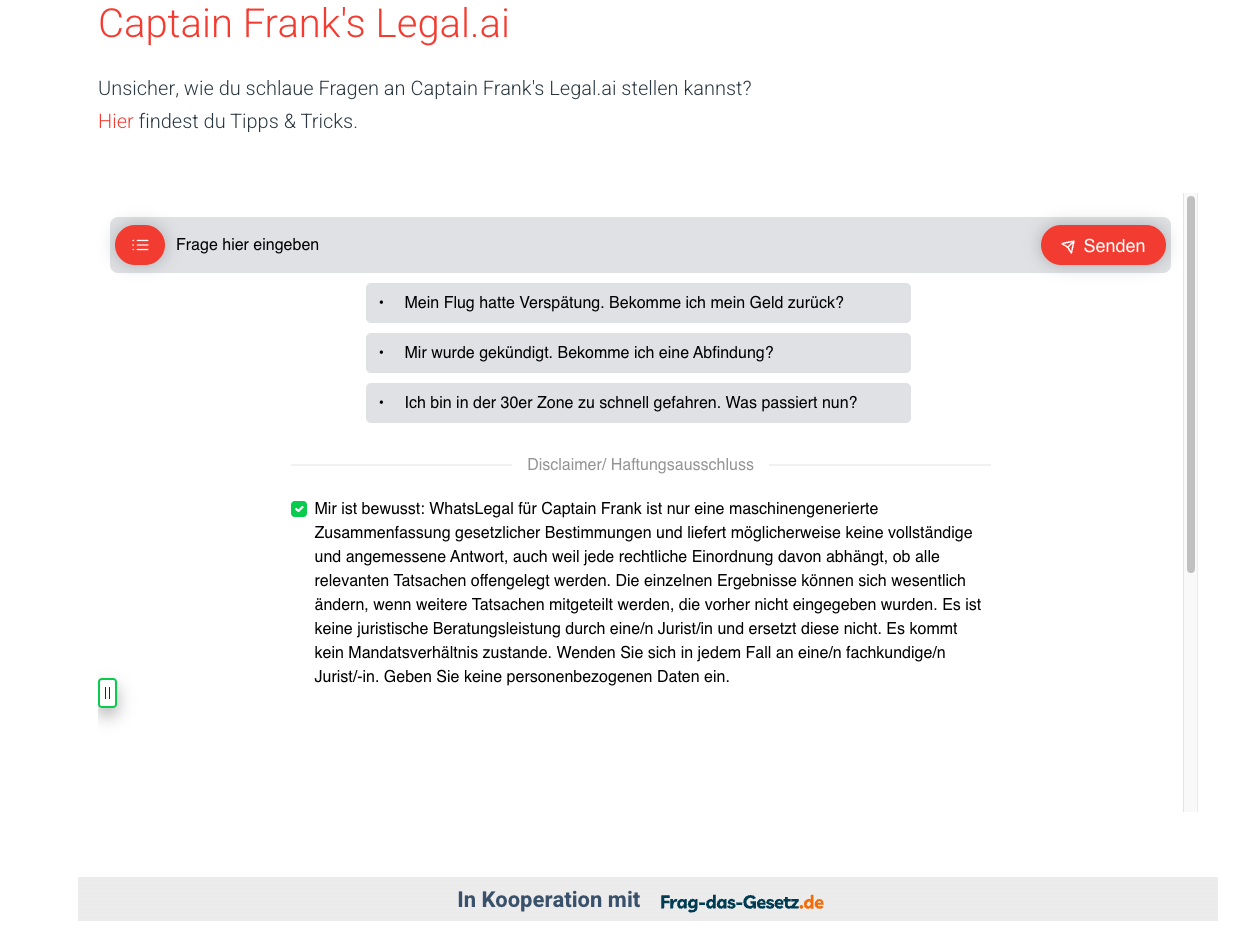 Captain Frank's Legal.ai
Unsicher, wie du schlaue Fragen an Captain Frank's Legal.ai stellen kannst?
Hier findest du Tipps & Tricks.
Frage hier eingeben
Senden
• Mein Flug hatte Verspätung. Bekomme ich mein Geld zurück?
• Mir wurde gekündigt. Bekomme ich eine Abfindung?
• Ich bin in der 30er Zone zu schnell gefahren. Was passiert nun?
Disclaimer/ Haftungsausschluss
Mir ist bewusst: WhatsLegal für Captain Frank ist nur eine maschinengenerierte
Zusammenfassung gesetzlicher Bestimmungen und liefert möglicherweise keine vollständige
und angemessene Antwort, auch weil jede rechtliche Einordnung davon abhängt, ob alle
relevanten Tatsachen offengelegt werden. Die einzelnen Ergebnisse können sich wesentlich
ändern, wenn weitere Tatsachen mitgeteilt werden, die vorher nicht eingegeben wurden. Es ist
keine juristische Beratungsleistung durch eine/n Jurist/in und ersetzt diese nicht. Es kommt
kein Mandatsverhältnis zustande. Wenden Sie sich in jedem Fall an eine/n fachkundige/n
Jurist/-in. Geben Sie keine personenbezogenen Daten ein.
In Kooperation mit Frag-das-Gesetz.de